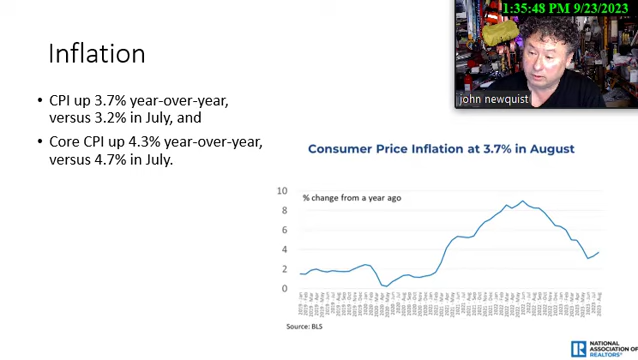 1:35:48 PM 9/23/2023
Inflation
john newquist
• CPI up 3.7% year-over-year,
versus 3.2% in July, and
• Core CPI up 4.3% year-over-year,
versus 4.7% in July.
Consumer Price Inflation at 3.7% in August
% change from a year ago
10
8
6
4
2
0
Source: BLS
NATIONAL
ASSOCIATION OF
REALTORS®